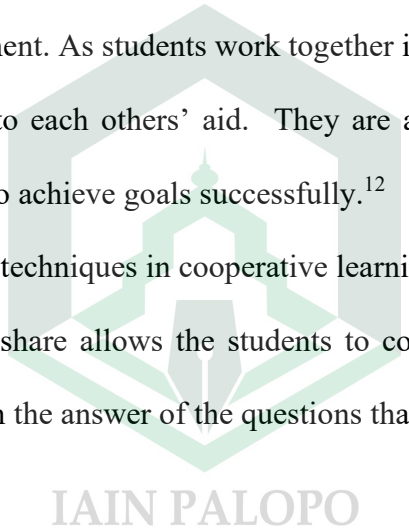 nent. As students work together i
to each others’ aid. They are a
o achieve goals successfully.12
techniques in cooperative learni
share allows the students to co
n the answer of the questions tha
IAIN PALOPO